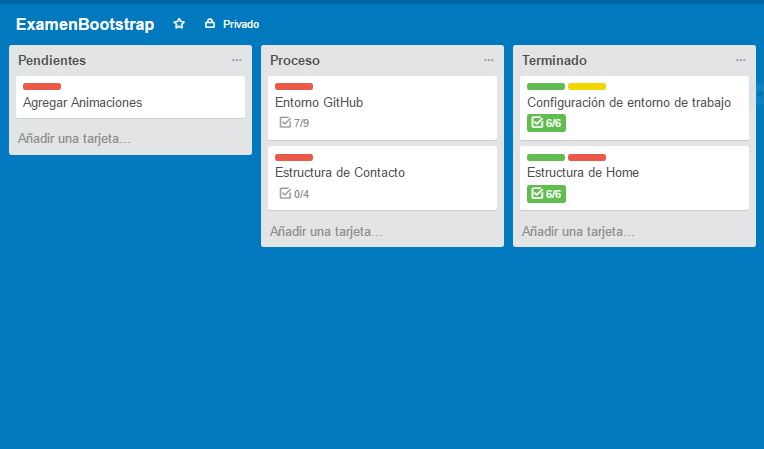 ExamenBootstrap Privado
Pendientes
Agregar Animaciones
Añadir una tarjeta...
Proceso
Entorno GitHub
7/9
Estructura de Contacto
0/4
Añadir una tarjeta...
Terminado
Configuración de entorno de trabajo
6/6
Estructura de Home
6/6
Añadir una tarjeta...